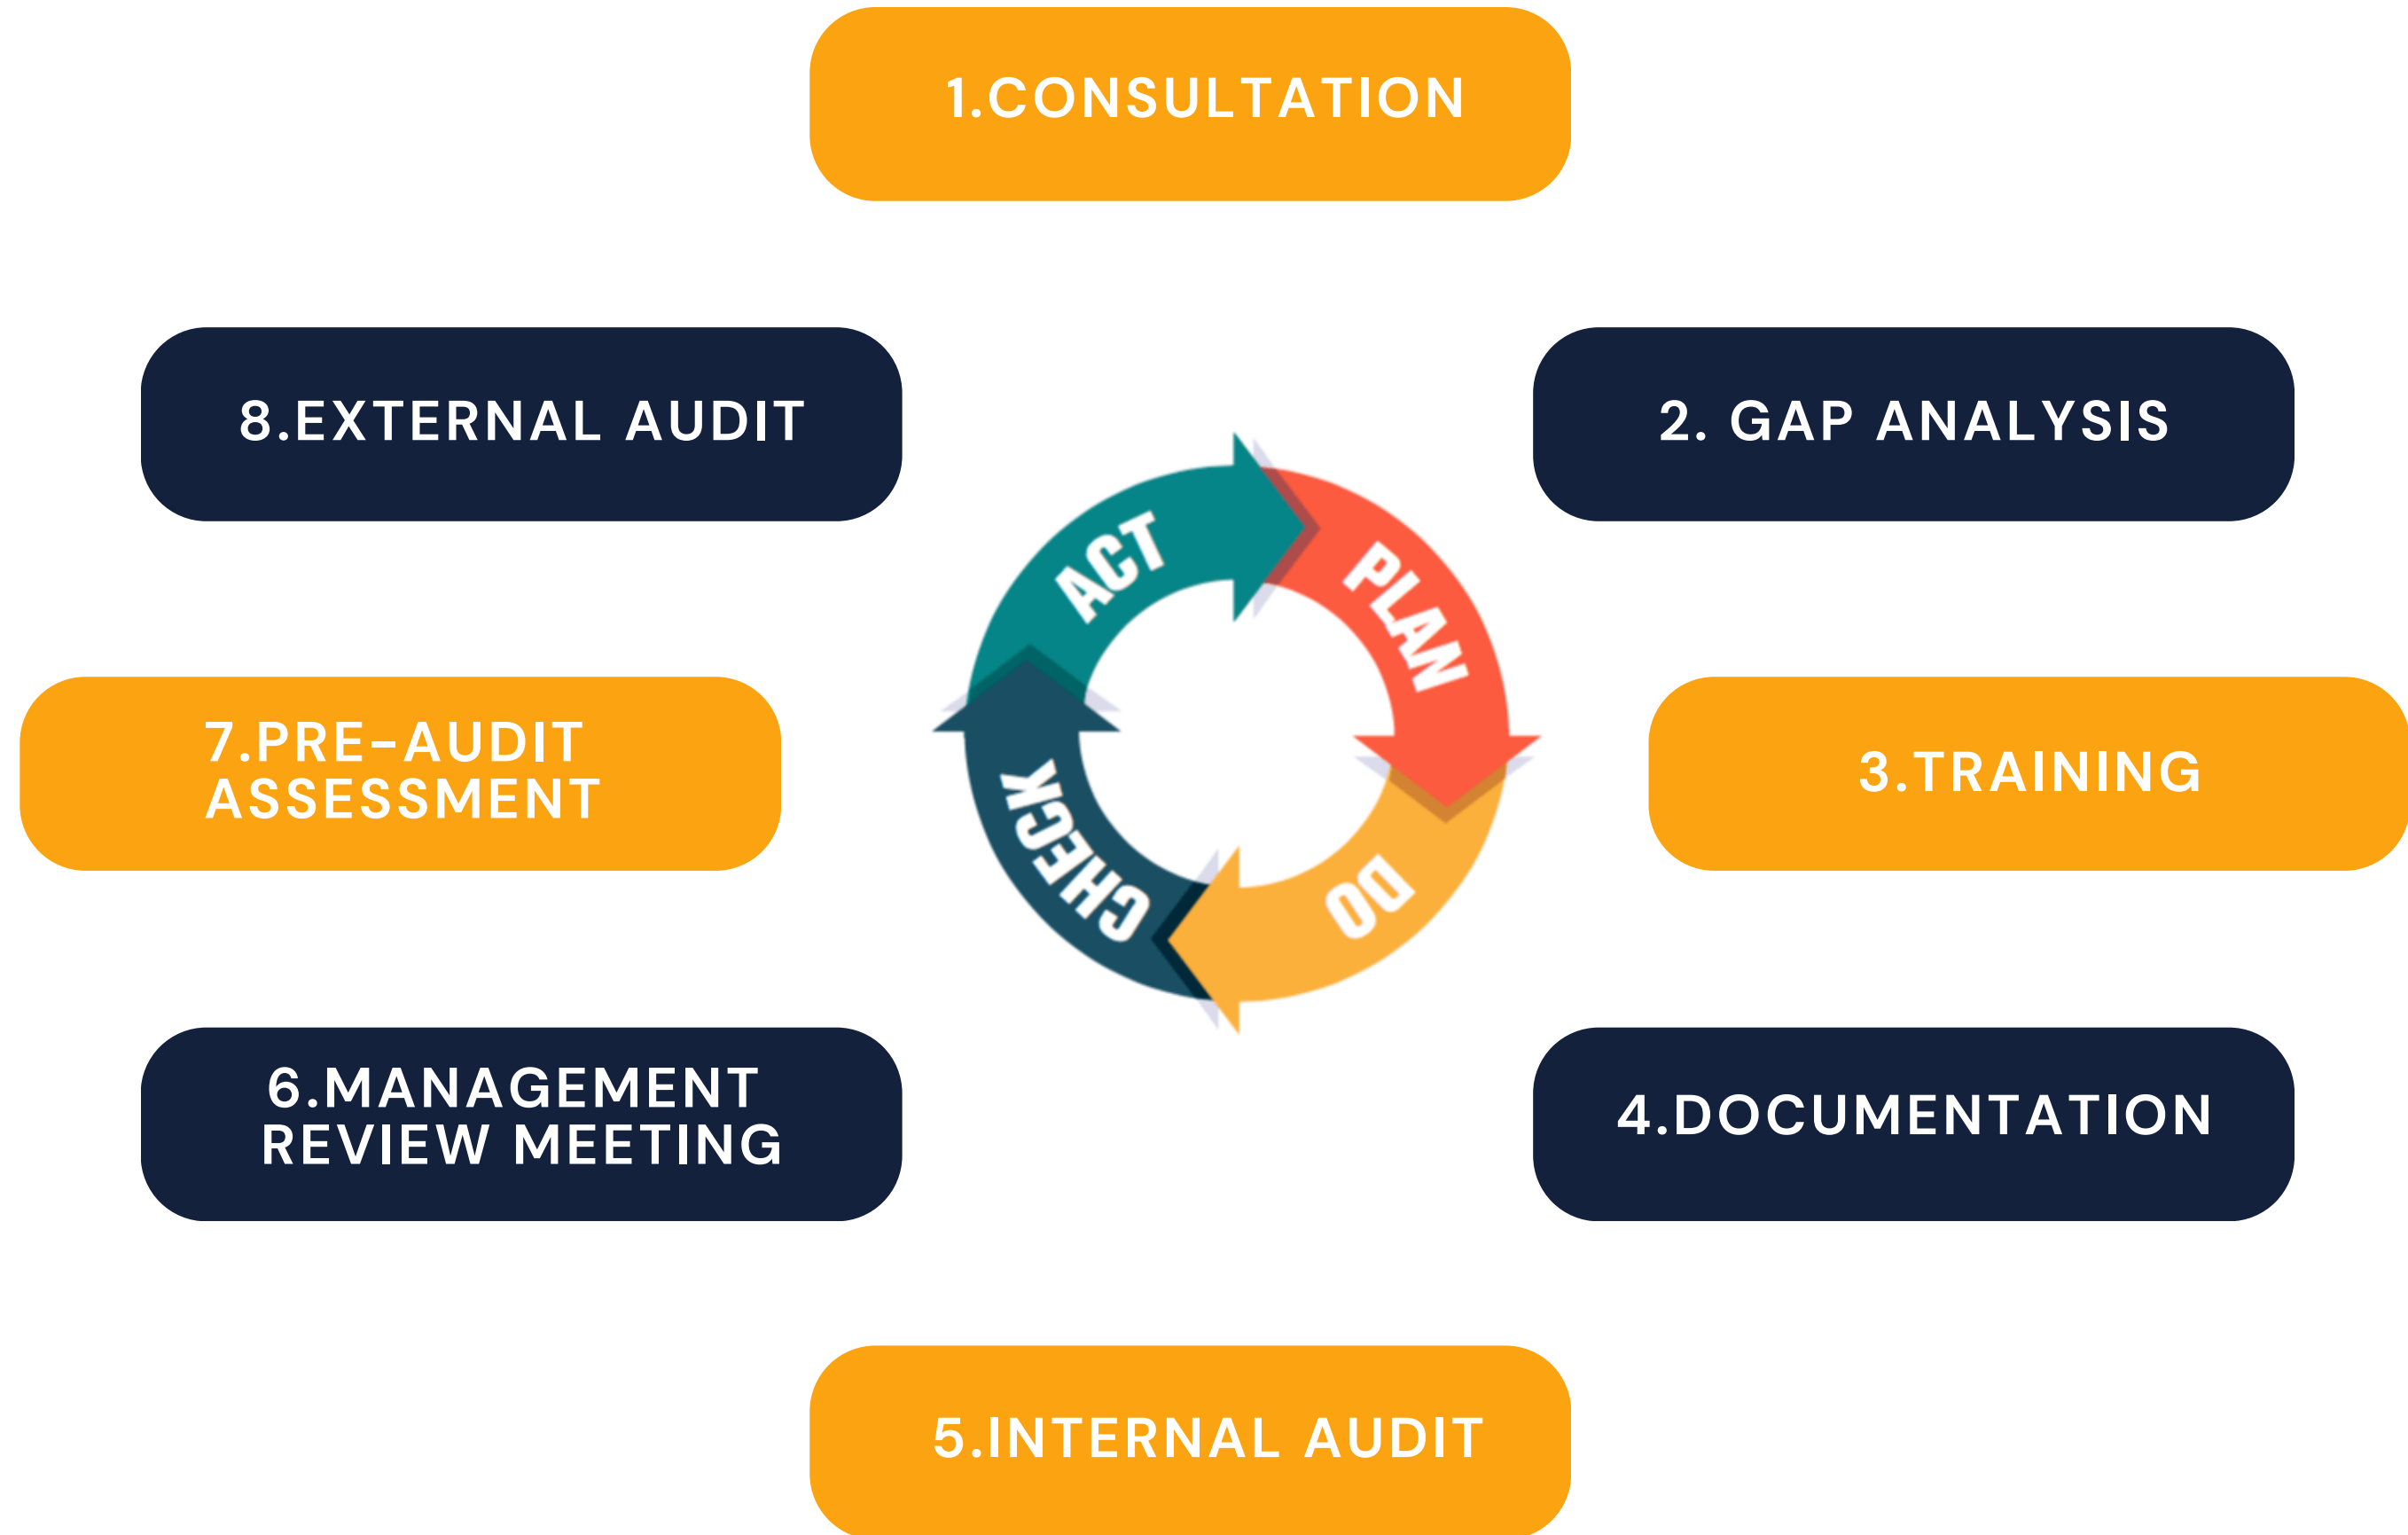 1.CONSULTATION
8.EXTERNAL AUDIT
2. GAP ANALYSIS
ACT
PLAN
7.PRE-AUDIT
ASSESSMENT
3.TRAINING
CHECK
DO
6.MANAGEMENT
REVIEW MEETING
4.DOCUMENTATION
5.INTERNAL AUDIT